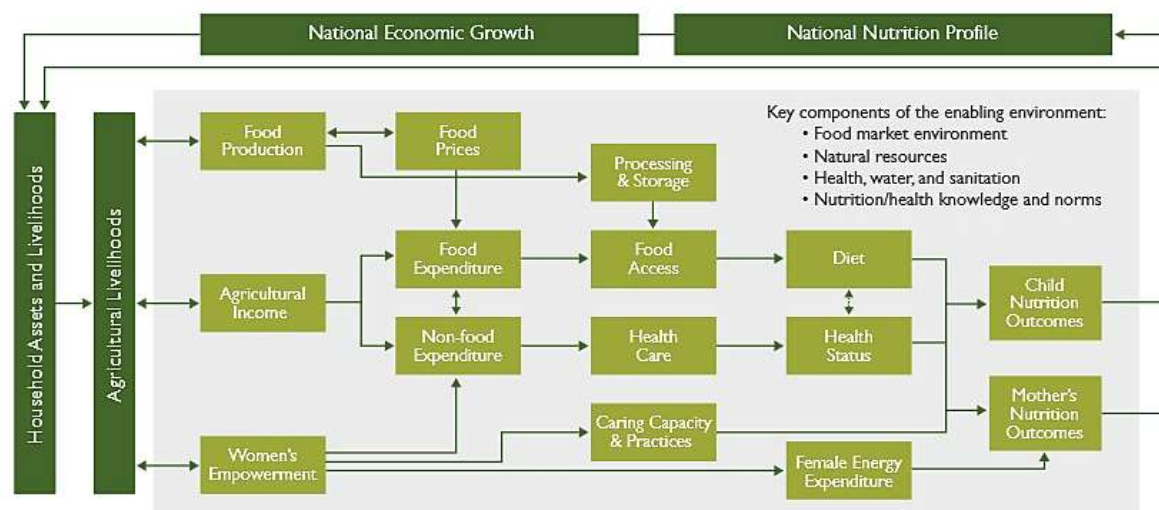 National Economic Growth
National Nutrition Profile
Household Assets and Livelihoods
Agricultural Livelihoods
Key components of the enabling environment:
• Food market environment
• Natural resources
• Health, water, and sanitation
• Nutrition/health knowledge and norms
Food
Production
Food
Prices
Processing
& Storage
Food
Expenditure
Food
Access
Diet
Agricultural
Income
Child
Nutrition
Outcomes
Non-food
Expenditure
Health
Care
Health
Status
Mother's
Nutrition
Outcomes
Caring Capacity
& Practices
Women's
Empowerment
Female Energy
Expenditure